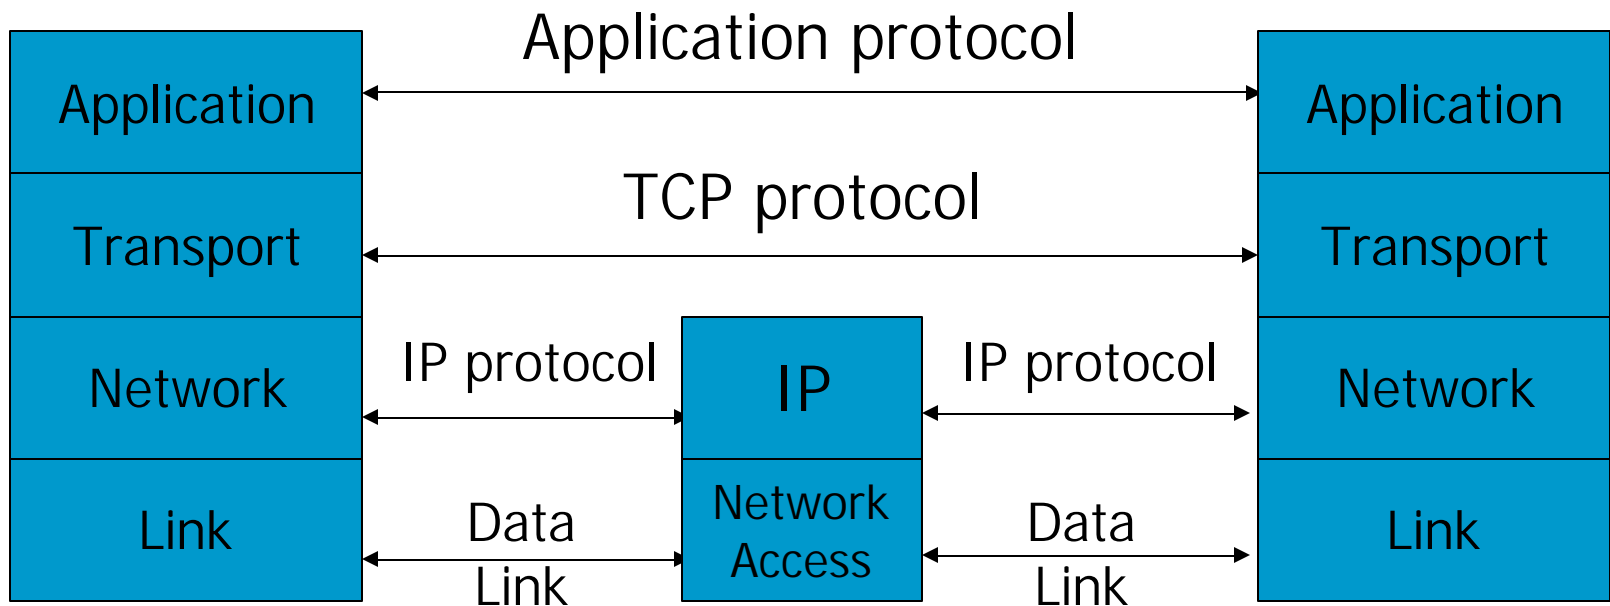 Application protocol
Application
Application
TCP protocol
Transport
Transport
IP protocol
IP
IP protocol
Network
Network
Link
Data
Link
Network
Access
Data
Link
Link